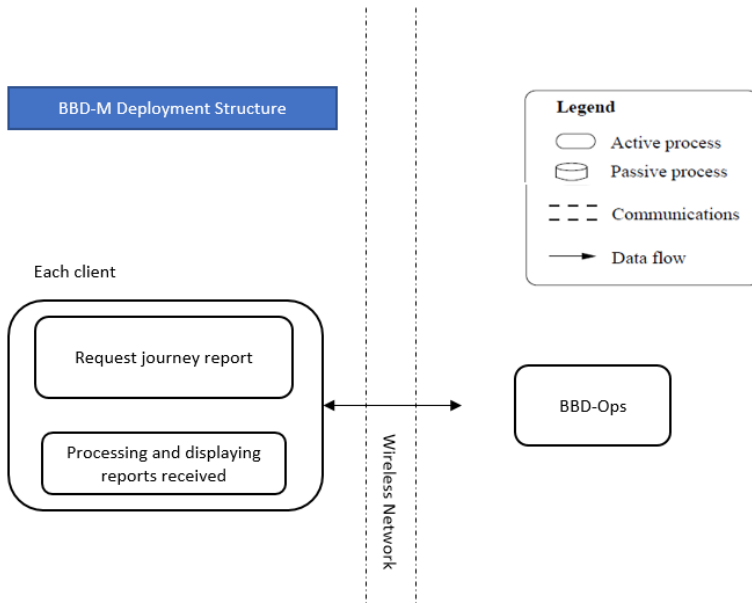 BBD-M Deployment Structure
Legend
Active process
Passive process
Communications
Data flow
Each client
Request journey report
Processing and displaying
reports received
Wireless Network
BBD-Ops